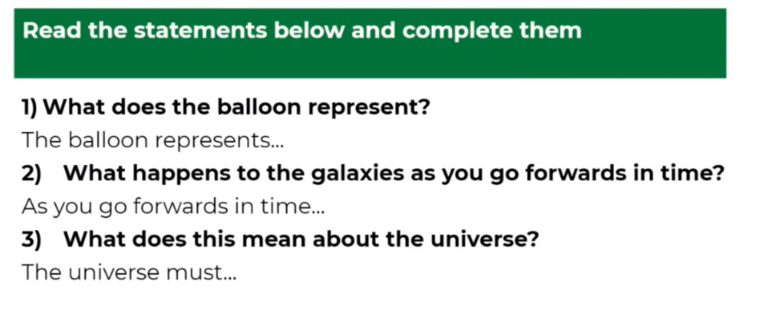 Read the statements below and complete them
1) What does the balloon represent?
The balloon represents...
2) What happens to the galaxies as you go forwards in time?
As you go forwards in time...
3) What does this mean about the universe?
The universe must...